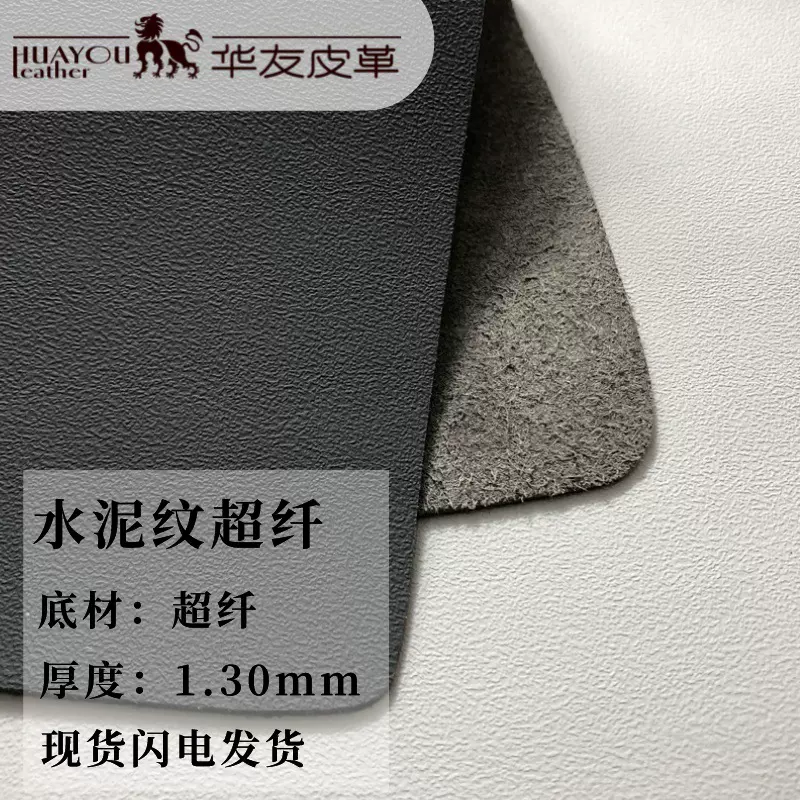 HUAYOU
Leather
华友皮革
水泥纹超纤
底材：超纤
厚度：1.30mm
现货闪电发货